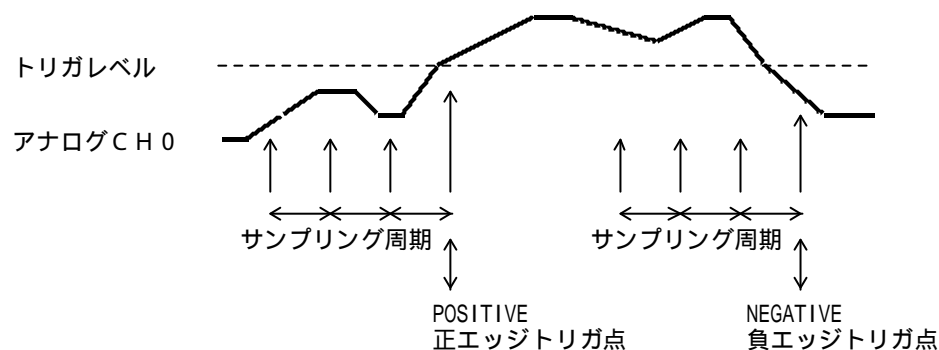 トリガレベル
アナログCH0
サンプリング周期 サンプリング周期
POSITIVE
正エッジトリガ点
NEGATIVE
負エッジトリガ点